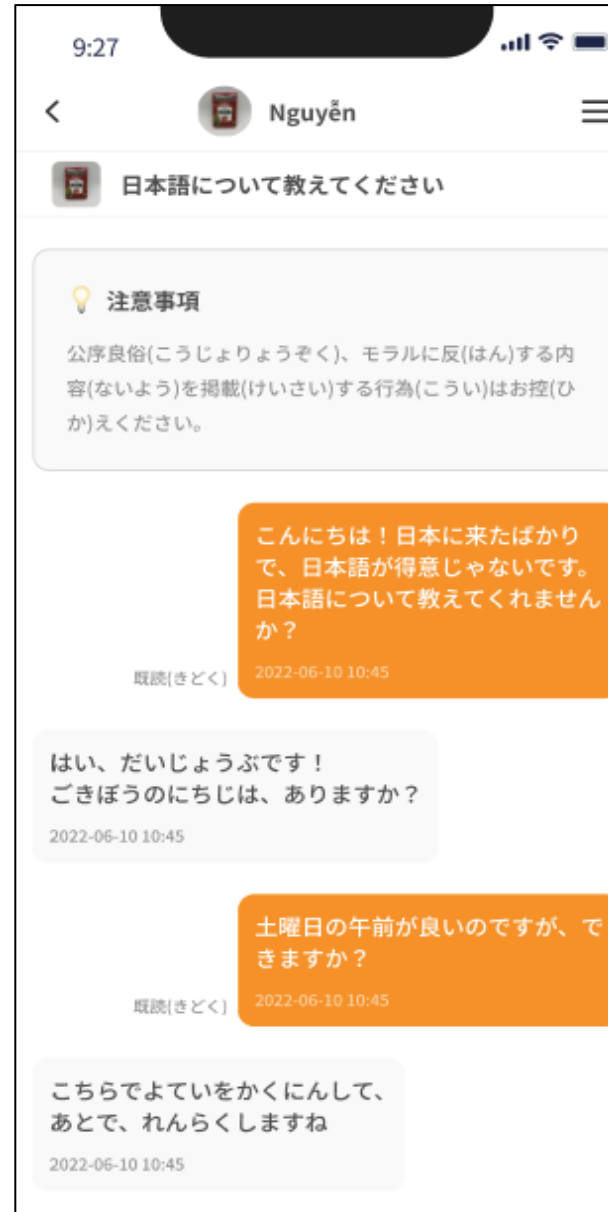 9:27
Nguyễn
日本語について教えてください
注意事項
公序良俗(こうじょりょうぞく)、モラルに反(はん)する内
容(ないよう)を掲載(けいさい)する行為(こうい)はお控(ひ
か)えください。
こんにちは！日本に来たばかり
で、日本語が得意じゃないです。
日本語について教えてくれません
か？
既読(きどく)
2022-06-10 10:45
はい、だいじょうぶです！
ごきぼうのにちじは、ありますか？
2022-06-10 10:45
土曜日の午前が良いのですが、で
きますか？
既読(きどく)
2022-06-10 10:45
こちらでよていをかくにんして、
あとで、れんらくしますね
2022-06-10 10:45